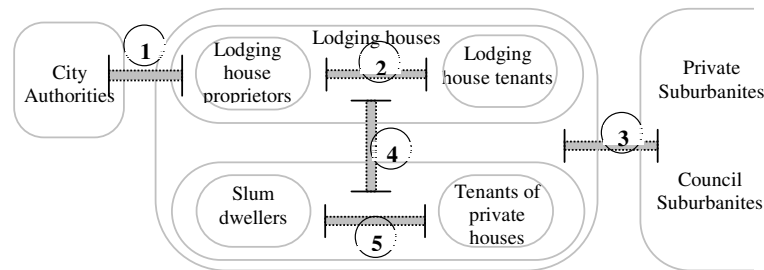 City
Authorities
1
Lodging houses
Lodging
house
proprietors
2
Lodging
house tenants
3
Private
Suburbanites
4
Slum
dwellers
5
Tenants of
private
houses
Council
Suburbanites